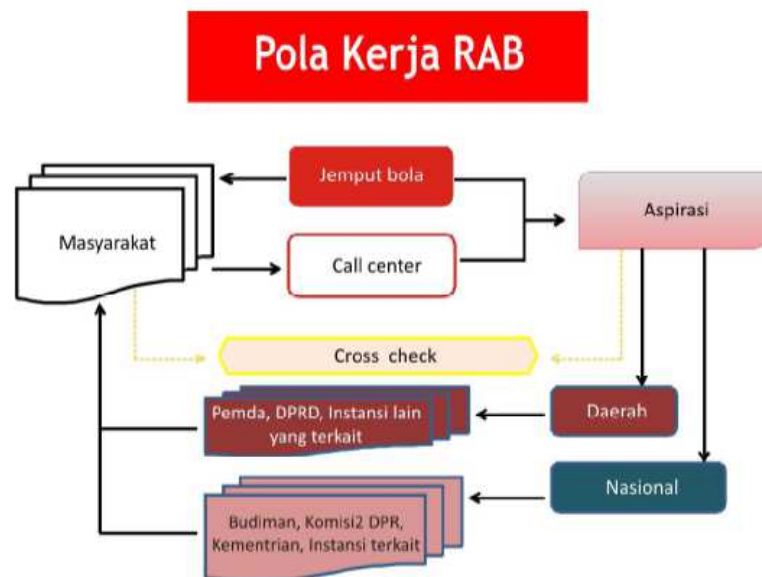 Pola Kerja RAB
Jemput bola
Aspirasi
Masyarakat
Call center
Cross check
Pemda, DPRD, Instansi lain
yang terkait
Daerah
Nasional
Budiman, Komisi2 DPR,
Kementrian, Instansi terkait